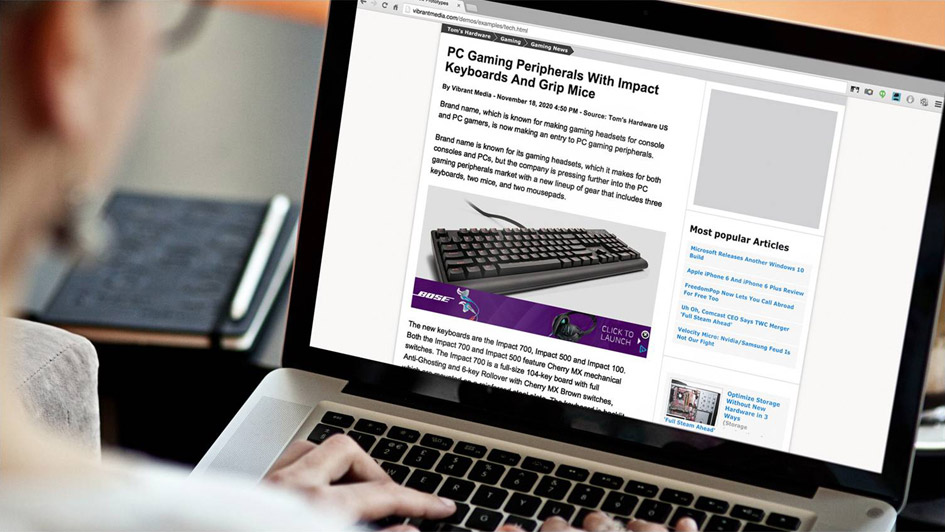 Prototypes
vibrantmedia.com/demos/examples/tech.html
Tom's Hardware Gaming Gaming News
PC Gaming Peripherals With Impact
Keyboards And Grip Mice
By Vibrant Media - November 18, 2020 4:50 PM - Source: Tom's Hardware US
Brand name, which is known for making gaming headsets for console
and PC gamers, is now making an entry to PC gaming peripherals.
Brand name is known for its gaming headsets, which it makes for both
consoles and PCs, but the company is pressing further into the PC
gaming peripherals market with a new lineup of gear that includes three
keyboards, two mice, and two mousepads.
BOSE
CLICK TO
LAUNCH
The new keyboards are the Impact 700, Impact 500 and Impact 100.
Both the Impact 700 and Impact 500 feature Cherry MX mechanical
switches. The Impact 700 is a full-size 104-key board with full
Anti-Ghosting and 6-key Rollover with Cherry MX Brown switches,
Most popular Articles
Microsoft Releases Another Windows 10
Build
Apple iPhone 6 And iPhone 6 Plus Review
FreedomPop Now Lets You Call Abroad
For Free Too
Uh Oh, Comcast CEO Says TWC Merger
'Full Steam Ahead'
Velocity Micro: Nvidia/Samsung Feud Is
Not Our Fight
'Full Steam Ahead'
Optimize Storage
Without New
Hardware in 3
Ways
(Storage